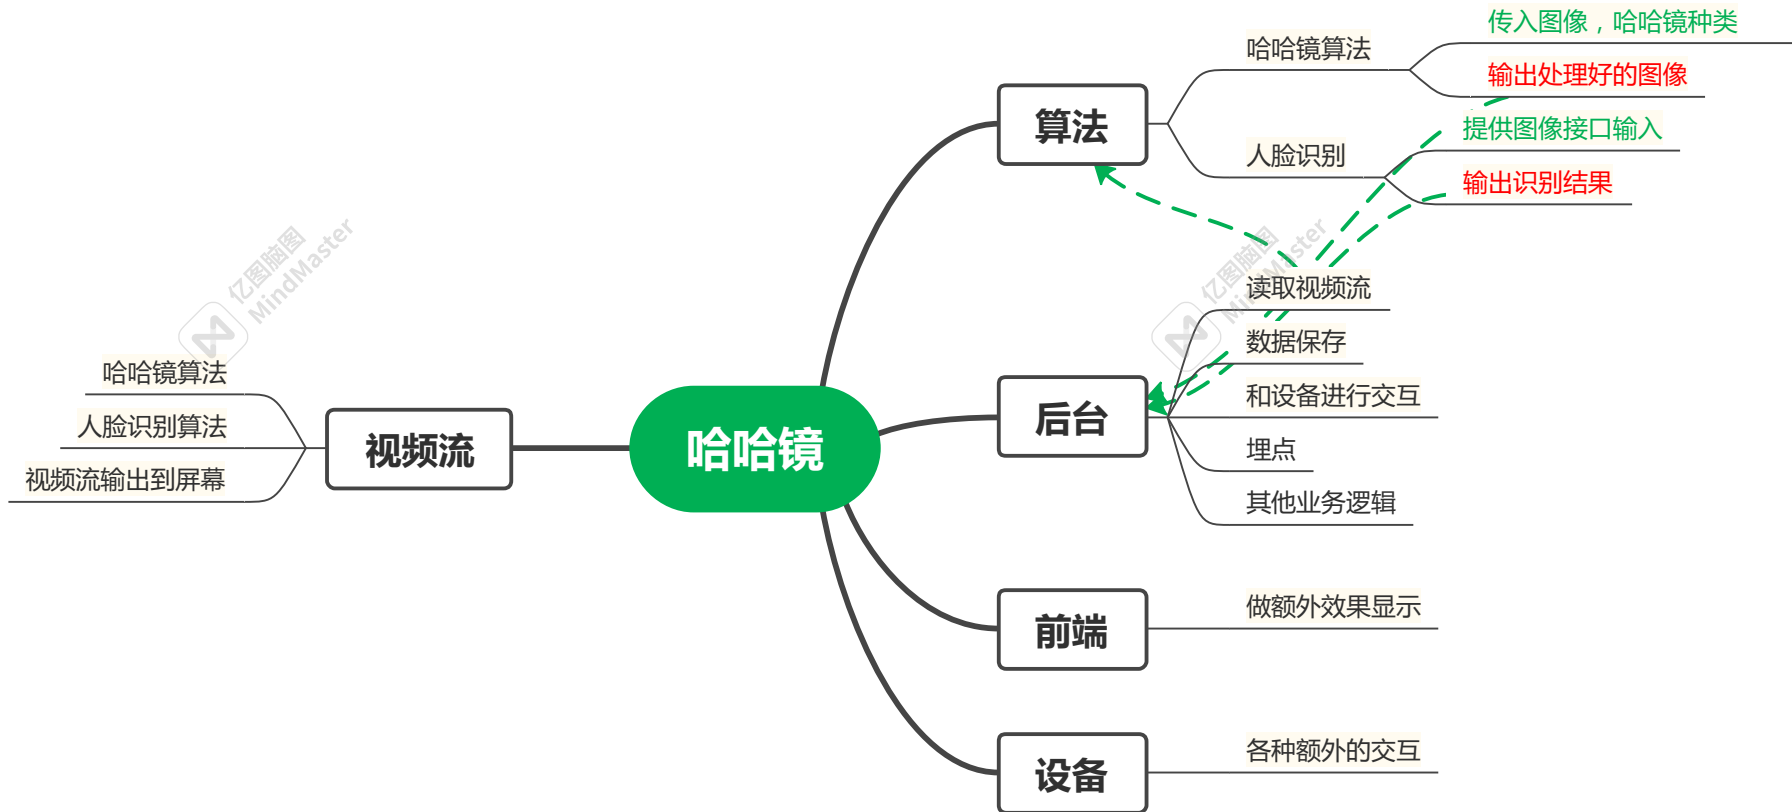 传入图像，哈哈镜种类
哈哈镜算法
输出处理好的图像
算法
提供图像接口输入
人脸识别
输出识别结果
亿图脑图
MindMaster
亿图脑图
MindMaster
读取视频流
数据保存
哈哈镜算法
和设备进行交互
后台
人脸识别算法
视频流
哈哈镜
埋点
视频流输出到屏幕
其他业务逻辑
做额外效果显示
前端
各种额外的交互
设备